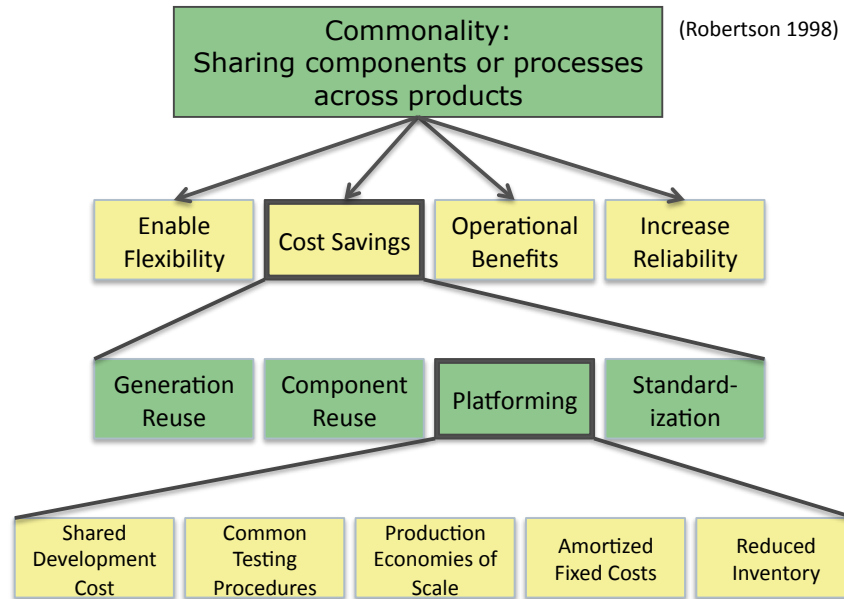 Commonality:
Sharing components or processes
across products
(Robertson 1998)
Enable
Flexibility
Cost Savings
Operational
Benefits
Increase
Reliability
Generation
Reuse
Component
Reuse
Platforming
Standard-
ization
Shared
Development
Cost
Common
Testing
Procedures
Production
Economies of
Scale
Amortized
Fixed Costs
Reduced
Inventory